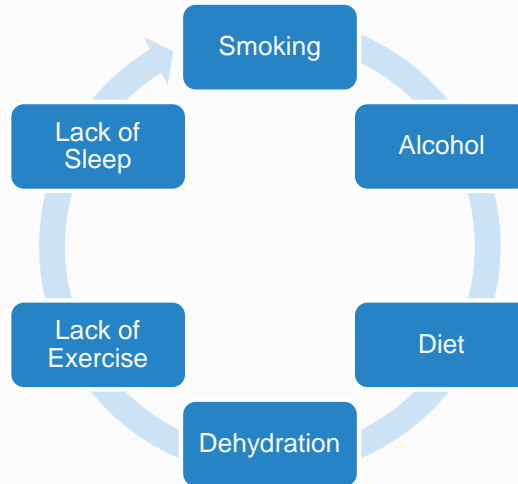 Smoking
Alcohol
Diet
Dehydration
Lack of
Exercise
Lack of
Sleep